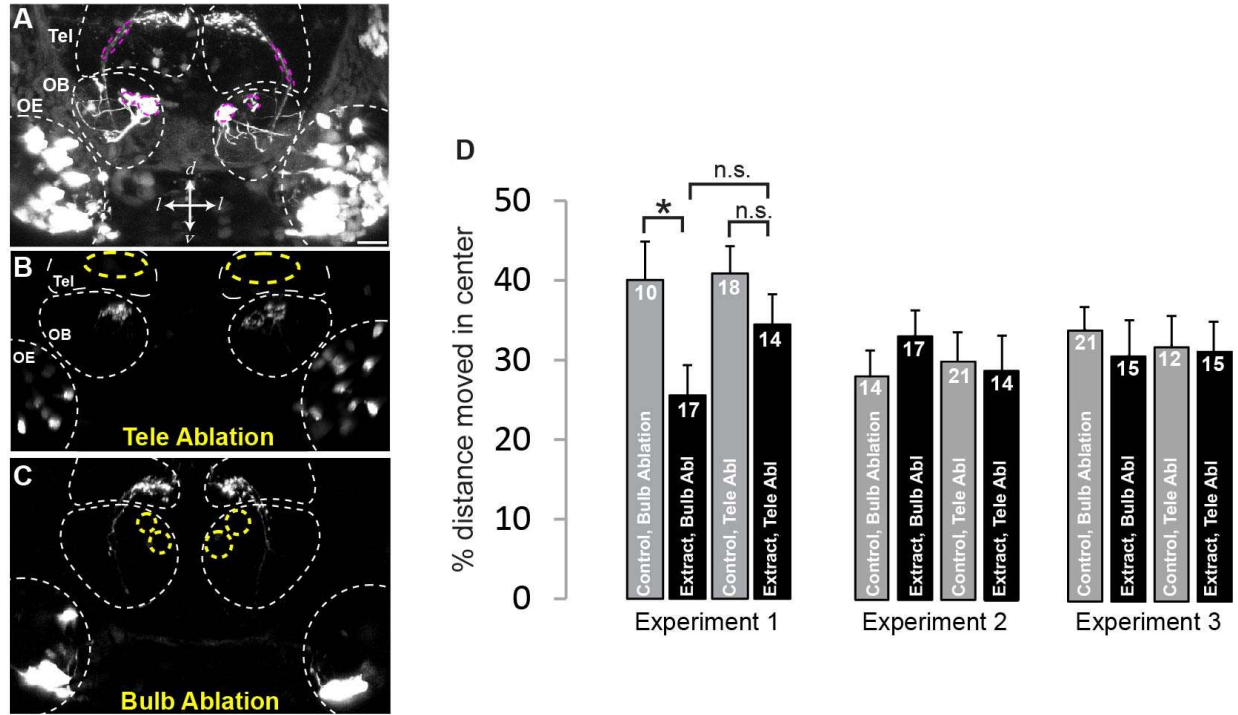 A
Tel
OB
OE
d
l l
v
B
Tel
OB
OE
Tele Ablation
C
Bulb Ablation
D
n.s.
* n.s.
% distance moved in center
50
40
30
20
10
0
10
Control, Bulb Ablation
17
Extract, Bulb Abl
18
Control, Tele Abl
14
Extract, Tele Abl
Experiment 1
14
Control, Bulb Ablation
17
Extract, Bulb Abl
21
Control, Tele Abl
14
Extract, Tele Abl
Experiment 2
21
Control, Bulb Ablation
15
Extract, Bulb Abl
12
Control, Tele Abl
15
Extract, Tele Abl
Experiment 3